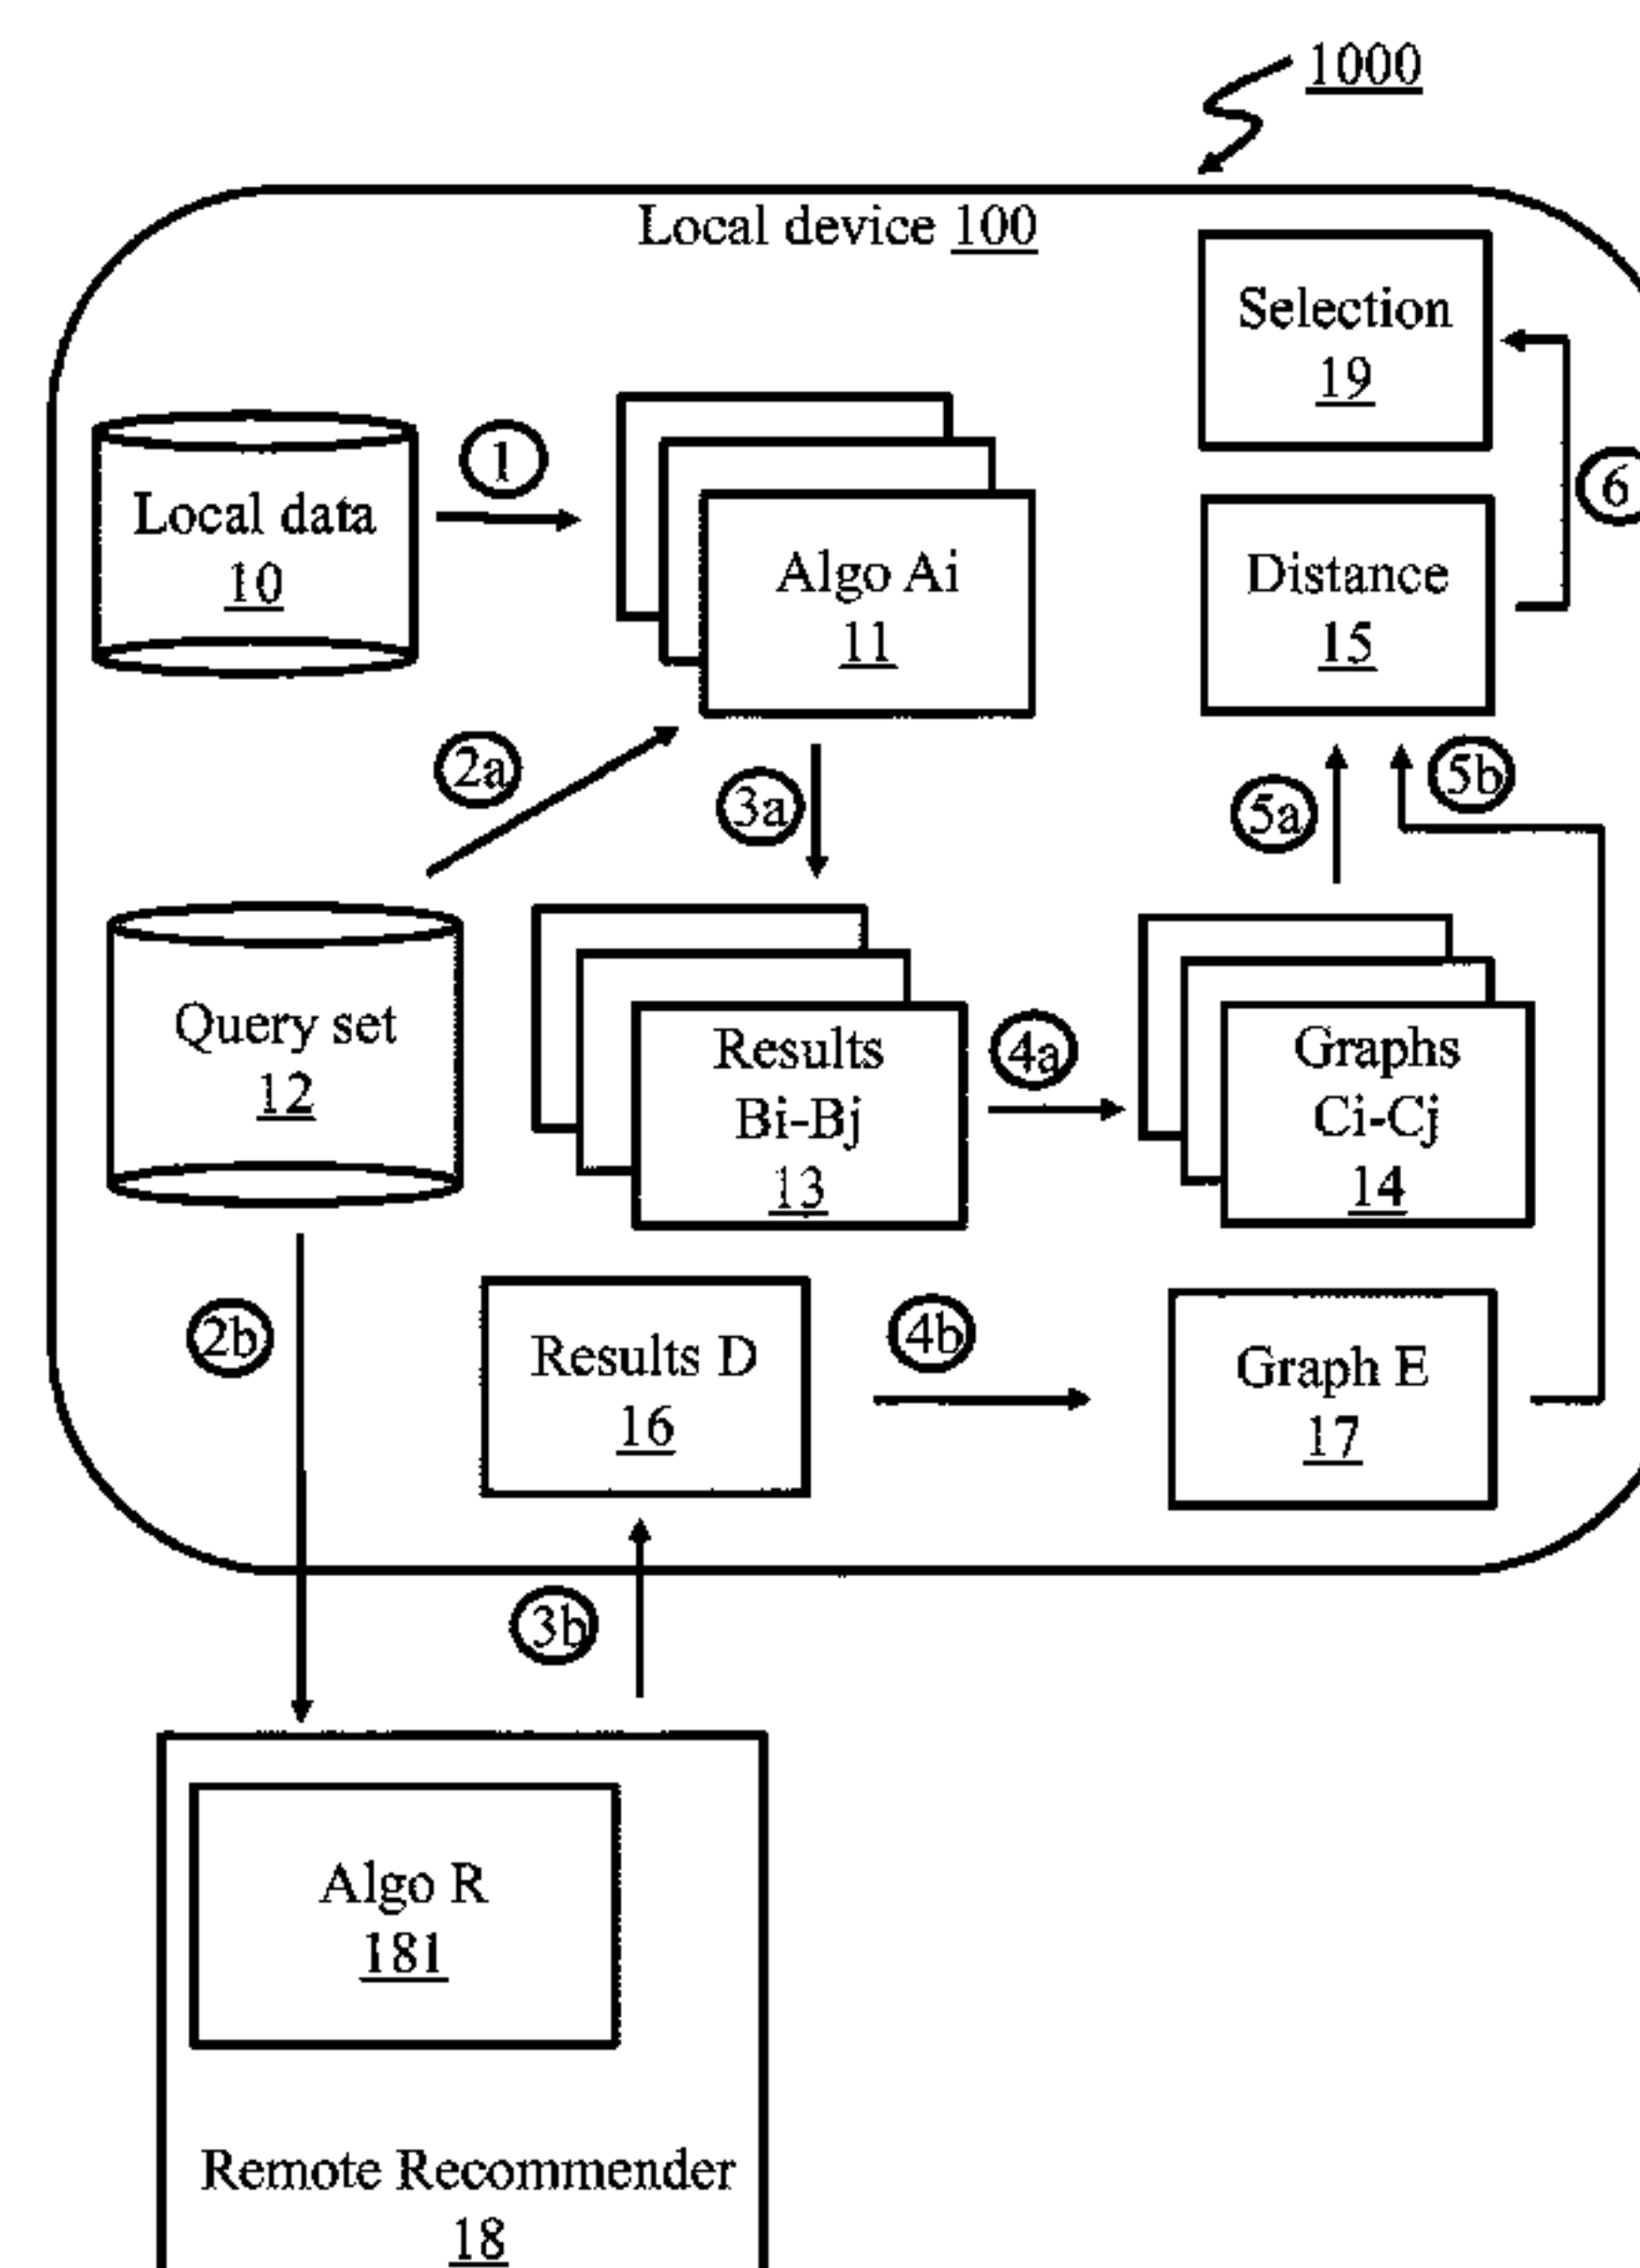 1000
Local device 100
Selection
19
Local data
10
1
Algo Ai
11
6
Distance
15
2a
3a
5a
5b
Query set
12
Results
Bi-Bj
13
4a
Graphs
Ci-Cj
14
2b
Results D
16
4b
Graph E
17
3b
Algo R
181
Remote Recommender
18